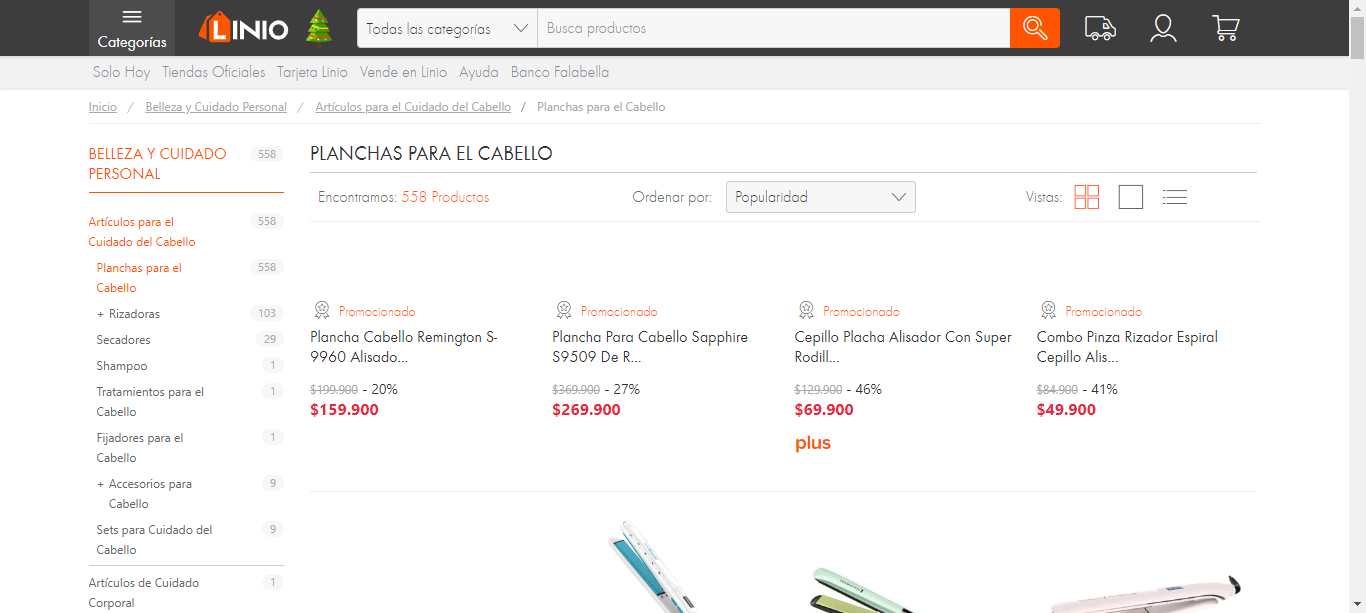 Categorías
LINIO
Todas las categorías
Busca productos
Solo Hoy Tiendas Oficiales Tarjeta Linio Vende en Linio Ayuda Banco Falabella
Inicio / Belleza y Cuidado Personal / Artículos para el Cuidado del Cabello / Planchas para el Cabello
BELLEZA Y CUIDADO 558
PERSONAL
Artículos para el 558
Cuidado del Cabello
Planchas para el 558
Cabello
+ Rizadoras 103
Secadores 29
Shampoo 1
Tratamientos para el 1
Cabello
Fijadores para el 1
Cabello
+ Accesorios para 9
Cabello
Sets para Cuidado del 9
Cabello
Artículos de Cuidado 1
Corporal
PLANCHAS PARA EL CABELLO
Encontramos: 558 Productos
Ordenar por: Popularidad
Vistas:
Promocionado
Plancha Cabello Remington S-
9960 Alisado...
$199.900 - 20%
$159.900
Promocionado
Plancha Para Cabello Sapphire
S9509 De R...
$369.900 - 27%
$269.900
Promocionado
Cepillo Placha Alisador Con Super
Rodill...
$129.900 - 46%
$69.900
plus
Promocionado
Combo Pinza Rizador Espiral
Cepillo Alis...
$84.900 - 41%
$49.900